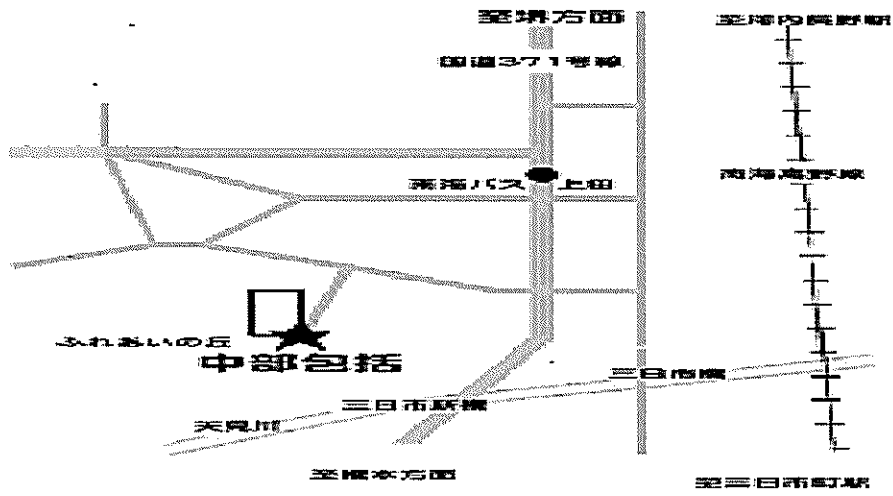 至堺方面
至河内長野駅
国道371号線
南海高野線
南海バス 上田
ふれあいの丘
中部包括
三日市橋
三日市新橋
天見川
至橋本方面
至三日市町駅